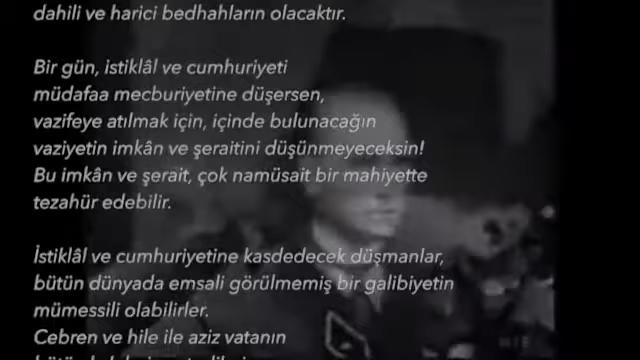 dahili ve harici bedhahların olacaktır.
Bir gün, istiklâl ve cumhuriyeti
müdafaa mecburiyetine düşersen,
vazifeye atılmak için, içinde bulunacağın
vaziyetin imkân ve şeraitini düşünmeyeceksin!
Bu imkân ve şerait, çok namüsait bir mahiyette
tezahür edebilir.
İstiklâl ve cumhuriyetine kasdedecek düşmanlar,
bütün dünyada emsali görülmemiş bir galibiyetin
mümessili olabilirler.
Cebren ve hile ile aziz vatanın